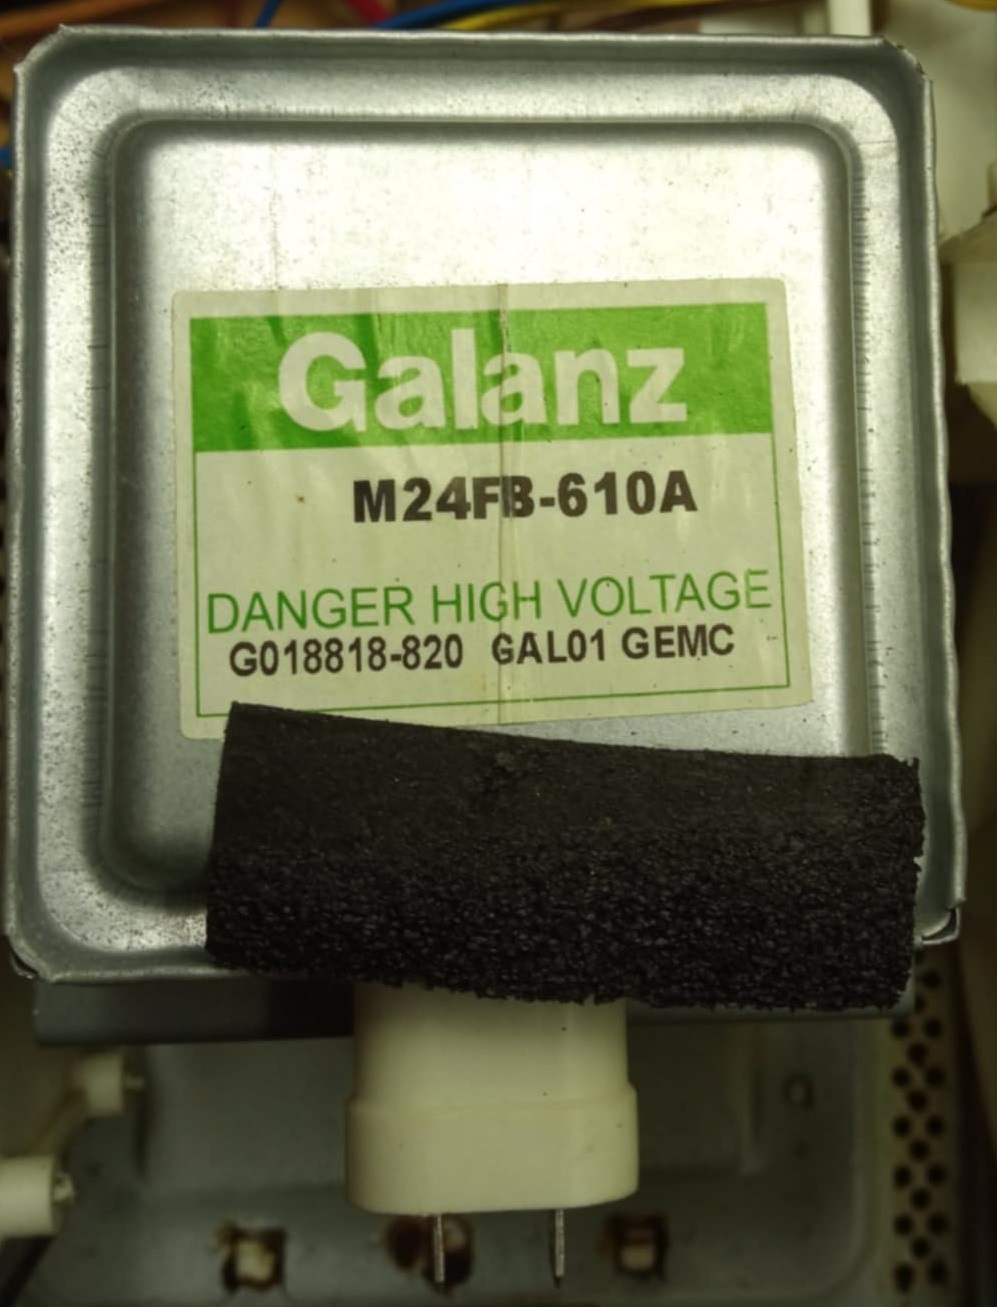 Galanz
M24FB-610A
DANGER HIGH VOLTAGE
G018818-820 GAL01 GEMC